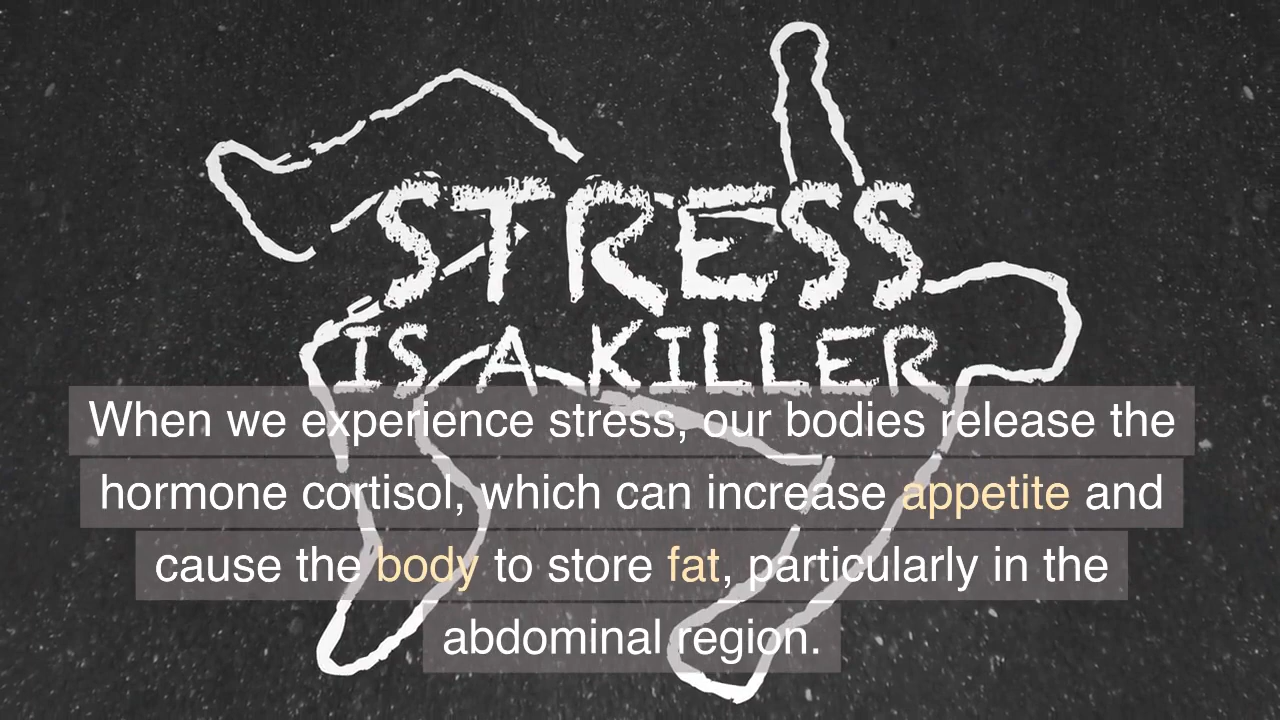 STRESS
IS A KILLER
When we experience stress, our bodies release the
hormone cortisol, which can increase appetite and
cause the body to store fat, particularly in the
abdominal region.